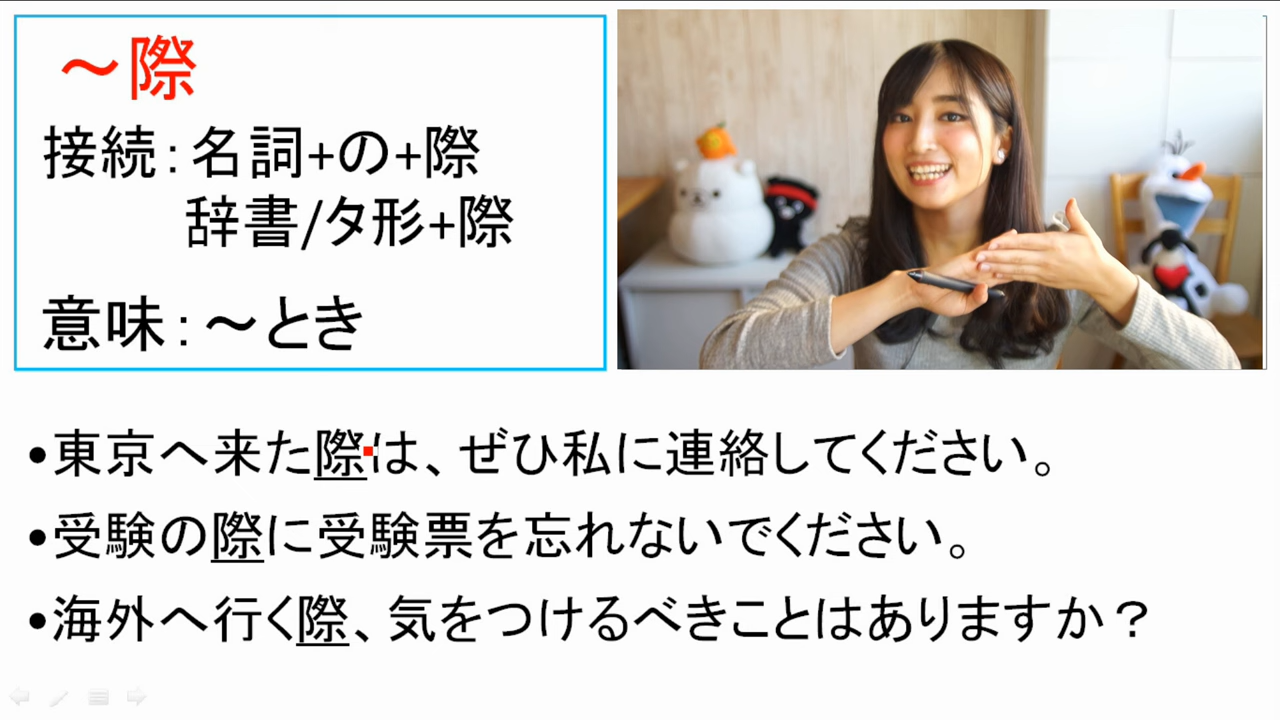 ～際
接続：名詞+の+際
辞書/タ形+際
意味：～とき
•東京へ来た際は、ぜひ私に連絡してください。
•受験の際に受験票を忘れないでください。
•海外へ行く際、気をつけるべきことはありますか？